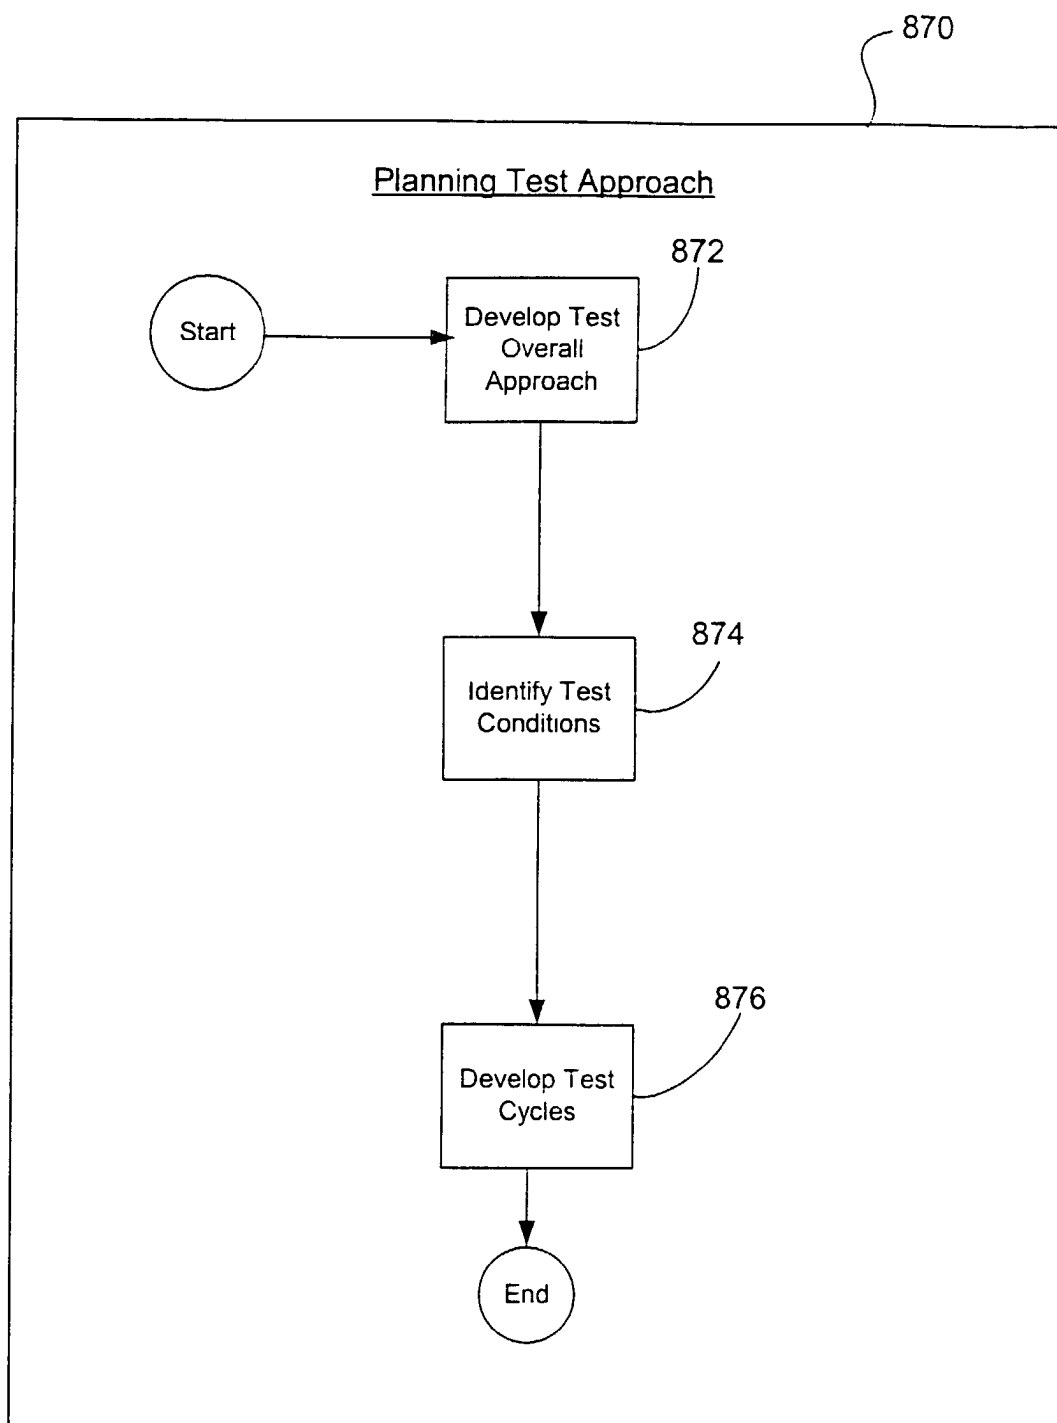 870
Planning Test Approach
872
Start
Develop Test
Overall
Approach
874
Identify Test
Conditions
876
Develop Test
Cycles
End